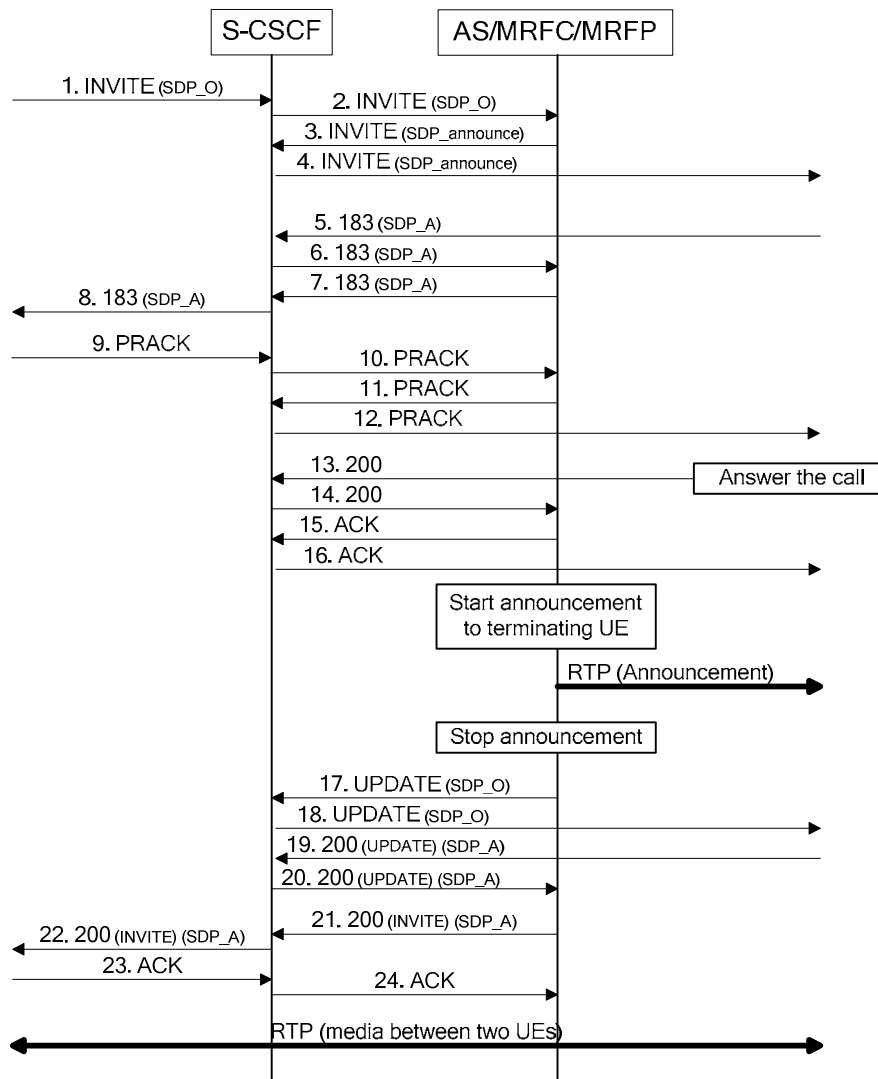 S-CSCF
AS/MRFC/MRFP
1. INVITE (SDP_O)
2. INVITE (SDP_O)
3. INVITE (SDP_announce)
4. INVITE (SDP_announce)
5. 183 (SDP_A)
6. 183 (SDP_A)
7. 183 (SDP_A)
8. 183 (SDP_A)
9. PRACK
10. PRACK
11. PRACK
12. PRACK
13. 200
Answer the call
14. 200
15. ACK
16. ACK
Start announcement
to terminating UE
RTP (Announcement)
Stop announcement
17. UPDATE (SDP_O)
18. UPDATE (SDP_O)
19. 200 (UPDATE) (SDP_A)
20. 200 (UPDATE) (SDP_A)
21. 200 (INVITE) (SDP_A)
22. 200 (INVITE) (SDP_A)
23. ACK
24. ACK
RTP (media between two UEs)